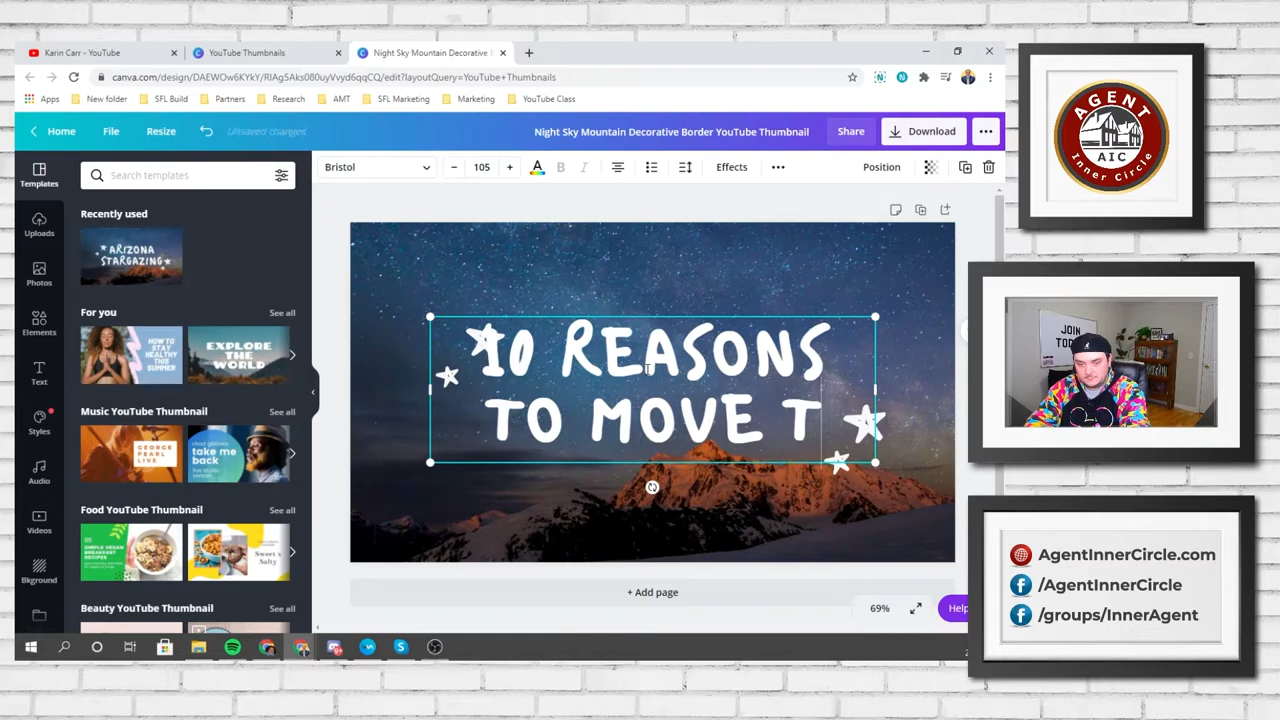 Karin Carr - YouTube
YouTube Thumbnails
Night Sky Mountain Decorative
canva.com/design/DAEWOw6KYkY/RIAg5Aks080uyVvyd6qqCQ/edit?layoutQuery=YouTube+Thumbnails
Apps
New folder
SFL Build
Partners
Research
AMT
SFL Marketing
Marketing
YouTube Class
Home
File
Resize
Unsaved changes
Night Sky Mountain Decorative Border YouTube Thumbnail
Share
Download
Templates
Search templates
Bristol
105
A
B
I
Effects
Position
Recently used
ARIZONA
STARGAZING
Uploads
Photos
For you
See all
HOW TO
STAY
HEALTHY
THIS
SUMMER
EXPLORE
THE
WORLD
Elements
Text
Music YouTube Thumbnail
See all
GEORGE
PEARL
LIVE
take me
back
Styles
Audio
Food YouTube Thumbnail
See all
SIMPLE VEGAN
BREAKFAST
RECIPES
Sweet &
Salty
Videos
Bkground
Beauty YouTube Thumbnail
See all
10 REASONS
TO MOVE T
+ Add page
69%
Help
AGENT
AIC
Inner Circle
JOIN
AgentInnerCircle.com
/AgentInnerCircle
/groups/InnerAgent